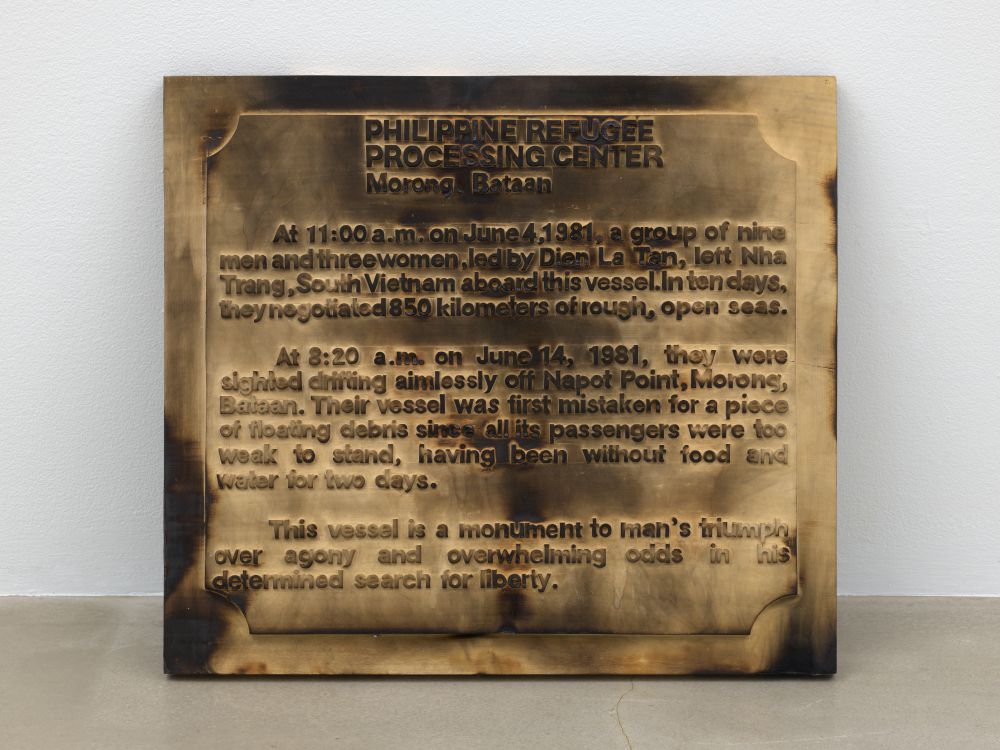 PHILIPPINE REFUGEE
PROCESSING CENTER
Morong, Bataan
At 11:00 a.m. on June 4, 1981, a group of nine
men and three women, led by Dien La Tan, left Nha
Trang, South Vietnam aboard this vessel. In ten days,
they negotiated 850 kilometers of rough, open seas.
At 8:20 a.m. on June 14, 1981, they were
sighted drifting aimlessly off Napot Point, Morong,
Bataan. Their vessel was first mistaken for a piece
of floating debris since all its passengers were too
weak to stand, having been without food and
water for two days.
This vessel is a monument to man's triumph
over agony and overwhelming odds in his
determined search for liberty.